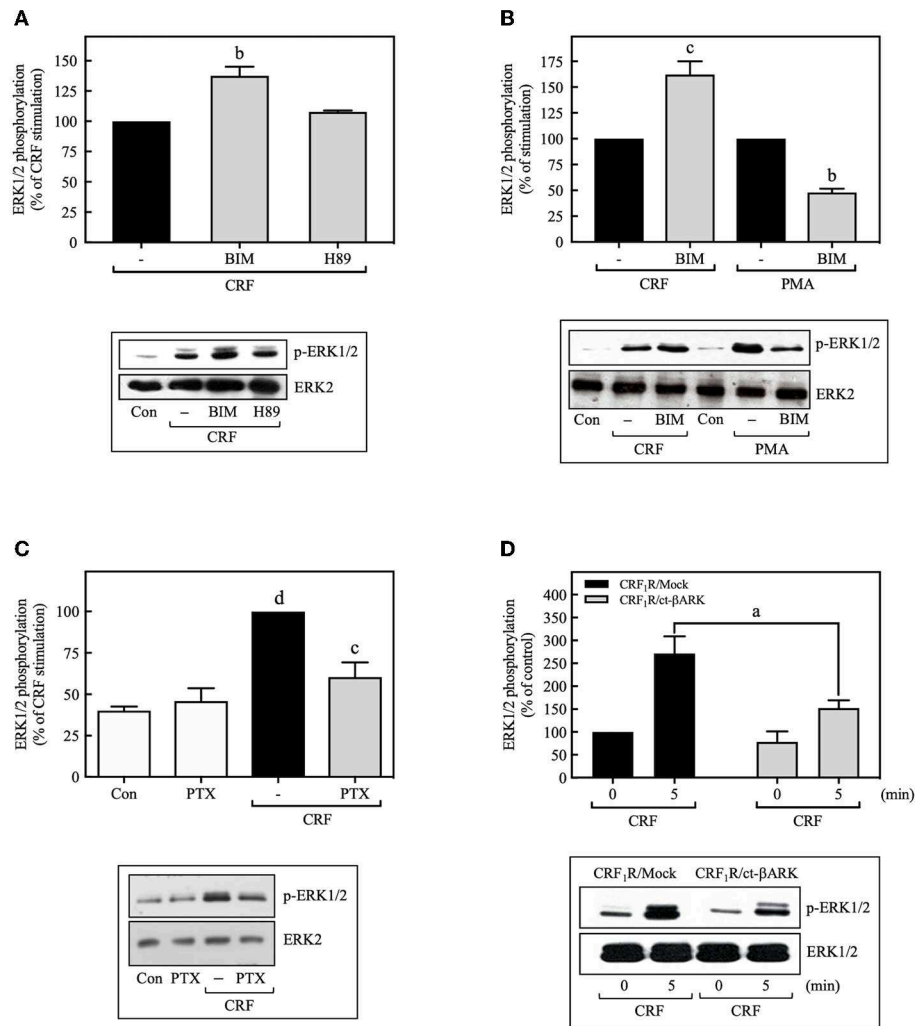 A
ERK1/2 phosphorylation
(% of CRF stimulation)
150
125
100
75
50
25
0
b
- BIM H89
CRF
p-ERK1/2
ERK2
Con – BIM H89
CRF
B
ERK1/2 phosphorylation
(% of stimulation)
200
175
150
125
100
75
50
25
0
c
b
- BIM - BIM
CRF PMA
p-ERK1/2
ERK2
Con – BIM Con – BIM
CRF PMA
C
ERK1/2 phosphorylation
(% of CRF stimulation)
100
75
50
25
0
d
c
Con PTX - PTX
CRF
p-ERK1/2
ERK2
Con PTX – PTX
CRF
D
ERK1/2 phosphorylation
(% of control)
400
350
300
250
200
150
100
50
0
CRF₁R/Mock
CRF₁R/ct-βARK
a
0 5 0 5 (min)
CRF CRF
CRF₁R/Mock CRF₁R/ct-βARK
p-ERK1/2
ERK1/2
0 5 0 5 (min)
CRF CRF